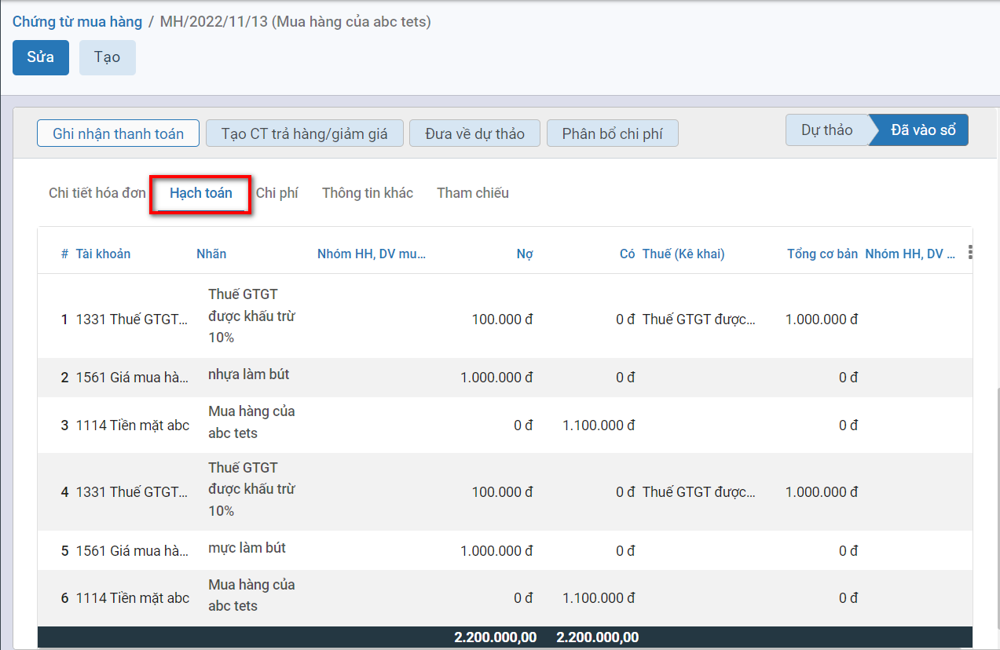 Chứng từ mua hàng / MH/2022/11/13 (Mua hàng của abc tets)
Sửa Tạo
Ghi nhận thanh toán Tạo CT trả hàng/giảm giá Đưa về dự thảo Phân bổ chi phí Dự thảo Đã vào sổ
Chi tiết hóa đơn Hạch toán Chi phí Thông tin khác Tham chiếu
# Tài khoản Nhãn Nhóm HH, DV mu... Nợ Có Thuế (Kê khai) Tổng cơ bản Nhóm HH, DV ...
1 1331 Thuế GTGT... Thuế GTGT được khấu trừ 10% 100.000 đ 0 đ Thuế GTGT được... 1.000.000 đ
2 1561 Giá mua hà... nhựa làm bút 1.000.000 đ 0 đ 0 đ
3 1114 Tiền mặt abc Mua hàng của abc tets 0 đ 1.100.000 đ 0 đ
4 1331 Thuế GTGT... Thuế GTGT được khấu trừ 10% 100.000 đ 0 đ Thuế GTGT được... 1.000.000 đ
5 1561 Giá mua hà... mực làm bút 1.000.000 đ 0 đ 0 đ
6 1114 Tiền mặt abc Mua hàng của abc tets 0 đ 1.100.000 đ 0 đ
2.200.000,00 2.200.000,00